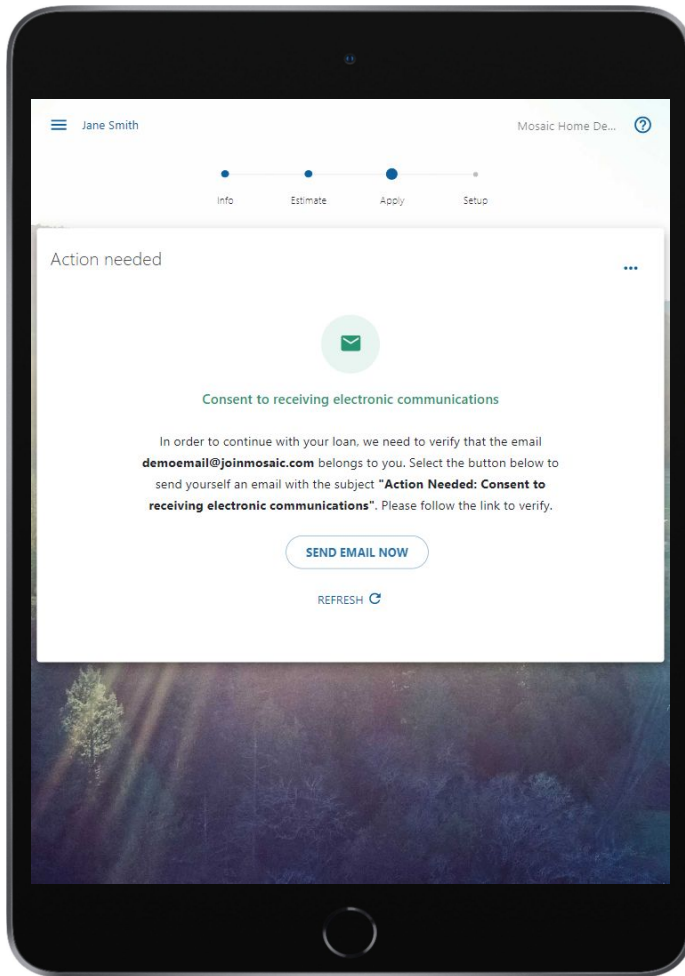 Jane Smith
Mosaic Home De...
Info
Estimate
Apply
Setup
Action needed
Consent to receiving electronic communications
In order to continue with your loan, we need to verify that the email
demoemail@joinmosaic.com belongs to you. Select the button below to
send yourself an email with the subject "Action Needed: Consent to
receiving electronic communications". Please follow the link to verify.
SEND EMAIL NOW
REFRESH